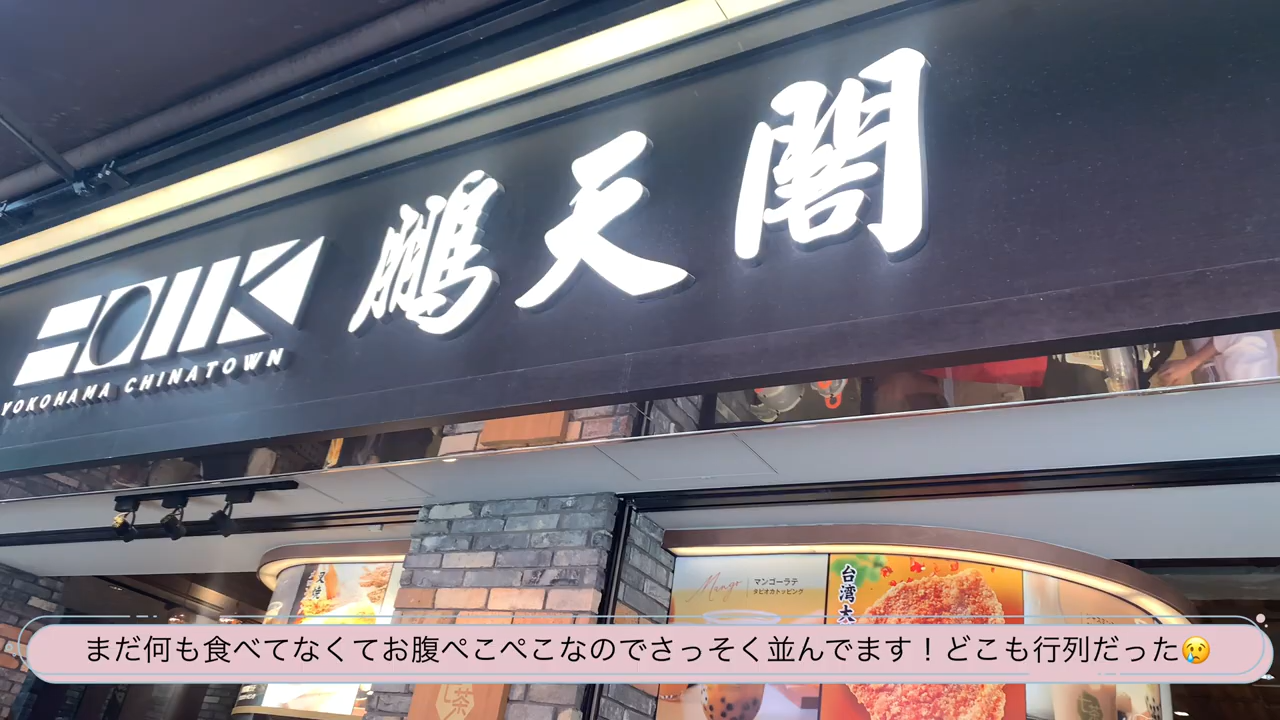 鵬天閣
YOKOHAMA CHINATOWN
Mango
マンゴーラテ
タピオカトッピング
台湾大
まだ何も食べてなくてお腹ぺこぺこなのでさっそく並んでます！どこも行列だった😢